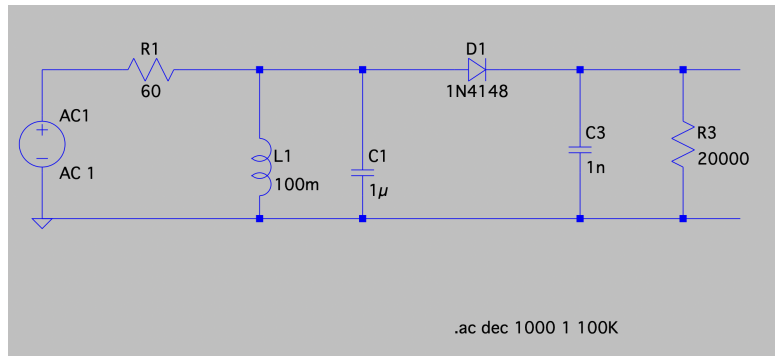 R1
60
D1
1N4148
AC1
AC 1
L1
100m
C1
1µ
C3
1n
R3
20000
.ac dec 1000 1 100K